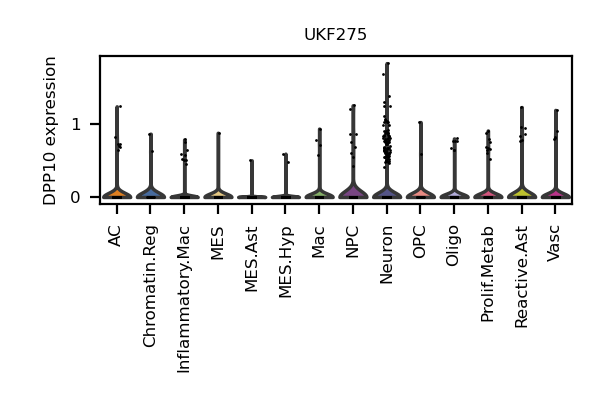 UKF275
DPP10 expression
1
0
AC
Chromatin.Reg
Inflammatory.Mac
MES
MES.Ast
MES.Hyp
Mac
NPC
Neuron
OPC
Oligo
Prolif.Metab
Reactive.Ast
Vasc